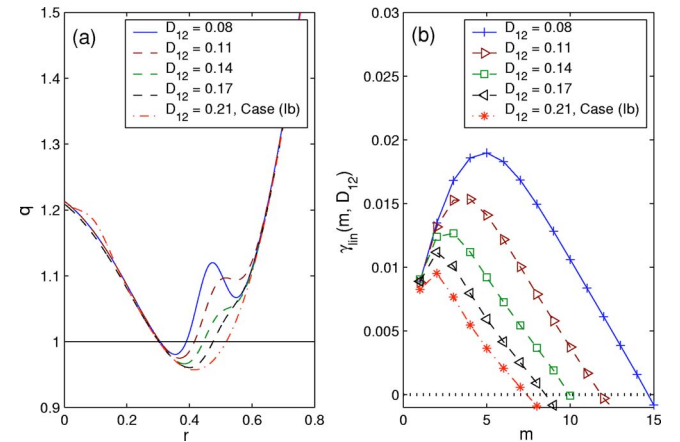 (a)
D12 = 0.08
D12 = 0.11
D12 = 0.14
D12 = 0.17
D12 = 0.21, Case (Ib)
1.5
1.4
1.3
1.2
1.1
1
0.9
q
0
0.2
0.4
0.6
0.8
r
(b)
D12 = 0.08
D12 = 0.11
D12 = 0.14
D12 = 0.17
D12 = 0.21, Case (Ib)
0.03
0.025
0.02
0.015
0.01
0.005
0
γlin(m, D12)
0
5
10
15
m